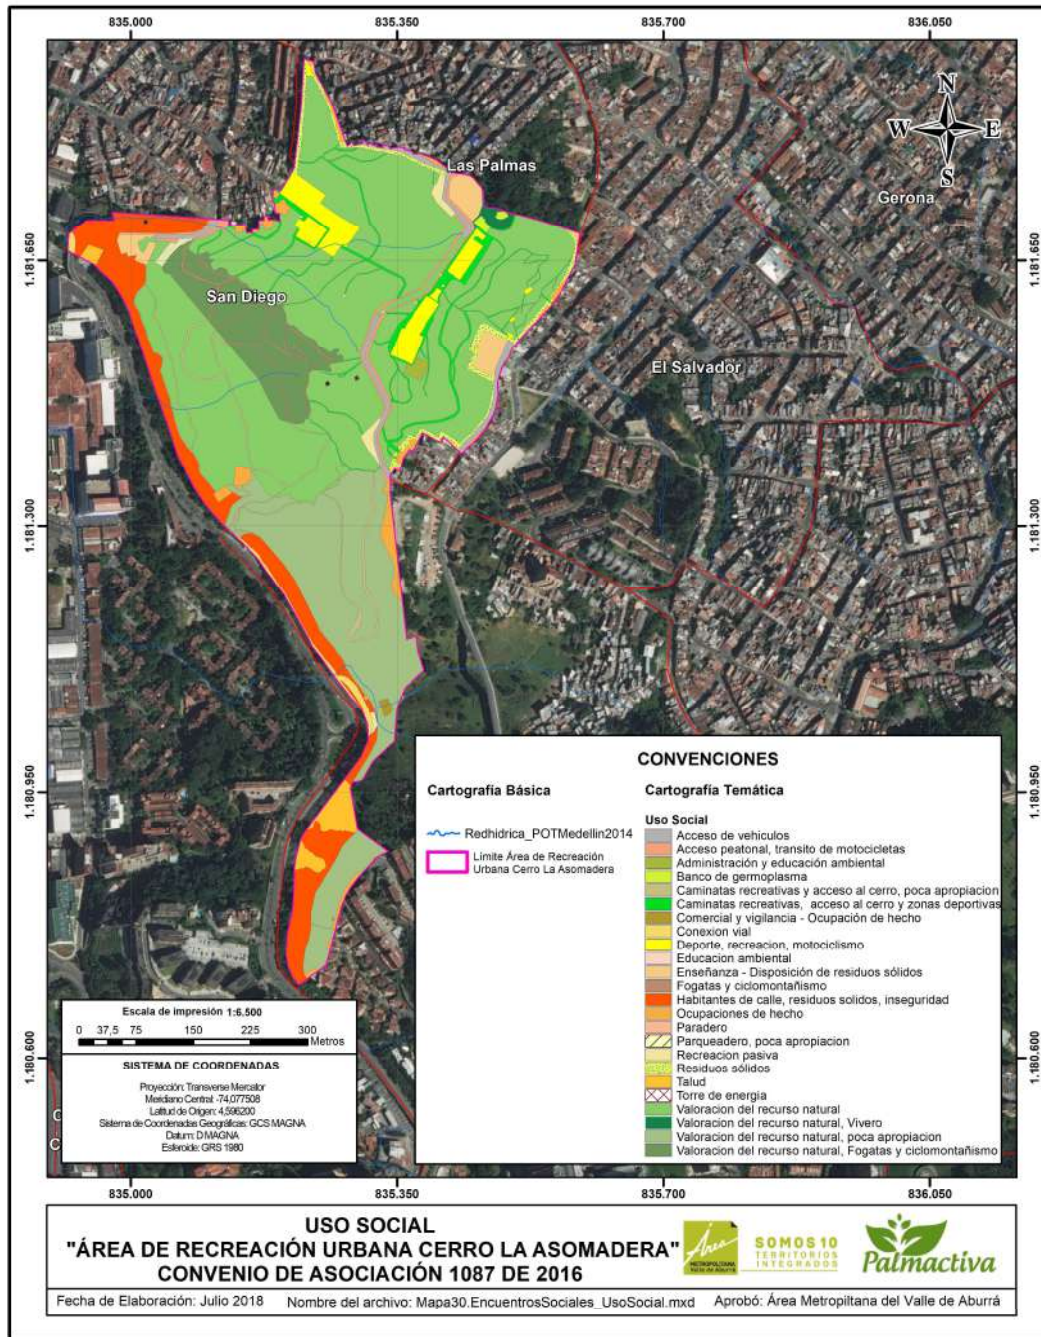 835.000 835.350 835.700 836.050
N
W E
S
Las Palmas
Gerona
1.181.650 1.181.650
San Diego
El Salvador
1.181.300 1.181.300
CONVENCIONES
Cartografía Básica
Redhidrica_POTMedellin2014
Limite Área de Recreación
Urbana Cerro La Asomadera
Cartografía Temática
Uso Social
Acceso de vehiculos
Acceso peatonal, transito de motocicletas
Administración y educación ambiental
Banco de germoplasma
Caminatas recreativas y acceso al cerro, poca apropiacion
Caminatas recreativas, acceso al cerro y zonas deportivas
Comercial y vigilancia - Ocupación de hecho
Conexion vial
Deporte, recreacion, motociclismo
Educacion ambiental
Enseñanza - Disposición de residuos sólidos
Fogatas y ciclomontañismo
Habitantes de calle, residuos solidos, inseguridad
Ocupaciones de hecho
Paradero
Parqueadero, poca apropiacion
Recreacion pasiva
Residuos sólidos
Talud
Torre de energia
Valoracion del recurso natural
Valoracion del recurso natural, Vivero
Valoracion del recurso natural, poca apropiacion
Valoracion del recurso natural, Fogatas y ciclomontañismo
1.180.950 1.180.950
Escala de impresión 1:6.500
0 37,5 75 150 225 300
Metros
SISTEMA DE COORDENADAS
Proyección: Transverse Mercator
Meridiano Central: -74,077508
Latitud de Origen: 4,596200
Sistema de Coordenadas Geográficas: GCS MAGNA
Datum: D MAGNA
Esferoide: GRS 1980
1.180.600 1.180.600
835.000 835.350 835.700 836.050
USO SOCIAL
"ÁREA DE RECREACIÓN URBANA CERRO LA ASOMADERA"
CONVENIO DE ASOCIACIÓN 1087 DE 2016
Área
METROPOLITANA
Valle de Aburrá
SOMOS 10
TERRITORIOS
INTEGRADOS
Palmactiva
Fecha de Elaboración: Julio 2018 Nombre del archivo: Mapa30.EncuentrosSociales_UsoSocial.mxd Aprobó: Área Metropiltana del Valle de Aburrá